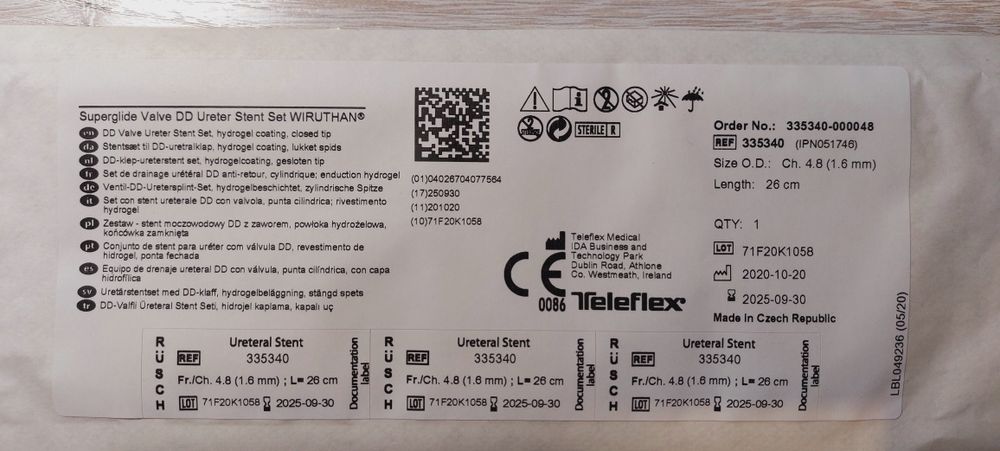 Superglide Valve DD Ureter Stent Set WIRUTHAN®
en DD Valve Ureter Stent Set, hydrogel coating, closed tip
da Stentsæt til DD-uretralklap, hydrogel coating, lukket spids
nl DD-klep-ureterstent set, hydrogelcoating, gesloten tip
fr Set de drainage urétéral DD anti-retour, cylindrique; enduction hydrogel
de Ventil-DD-Uretersplint-Set, hydrogelbeschichtet, zylindrische Spitze
it Set con stent ureterale DD con valvola, punta cilindrica; rivestimento
hydrogel
pl Zestaw - stent moczowodowy DD z zaworem, powłoka hydrożelowa,
końcówka zamknięta
pt Conjunto de stent para uréter com válvula DD, revestimento de
hidrogel, ponta fechada
es Equipo de drenaje ureteral DD con válvula, punta cilíndrica, con capa
hidrofílica
sv Uretärstentset med DD-klaff, hydrogelbeläggning, stängd spets
tr DD-Valfil Üreteral Stent Seti, hidrojel kaplama, kapalı uç
(01)04026704077564
(17)250930
(11)201020
(10)71F20K1058
STERILE R
Teleflex Medical
IDA Business and
Technology Park
Dublin Road, Athlone
Co. Westmeath, Ireland
CE
0086
Teleflex®
Order No.: 335340-000048
REF 335340 (IPN051746)
Size O.D.: Ch. 4.8 (1.6 mm)
Length: 26 cm
QTY: 1
LOT 71F20K1058
2020-10-20
2025-09-30
Made in Czech Republic
LBL049236 (05/20)
RÜSCH
Ureteral Stent
REF 335340
Fr./Ch. 4.8 (1.6 mm) ; L= 26 cm
LOT 71F20K1058 2025-09-30
Documentation
label
RÜSCH
Ureteral Stent
REF 335340
Fr./Ch. 4.8 (1.6 mm) ; L= 26 cm
LOT 71F20K1058 2025-09-30
Documentation
label
RÜSCH
Ureteral Stent
REF 335340
Fr./Ch. 4.8 (1.6 mm) ; L= 26 cm
LOT 71F20K1058 2025-09-30
Documentation
label